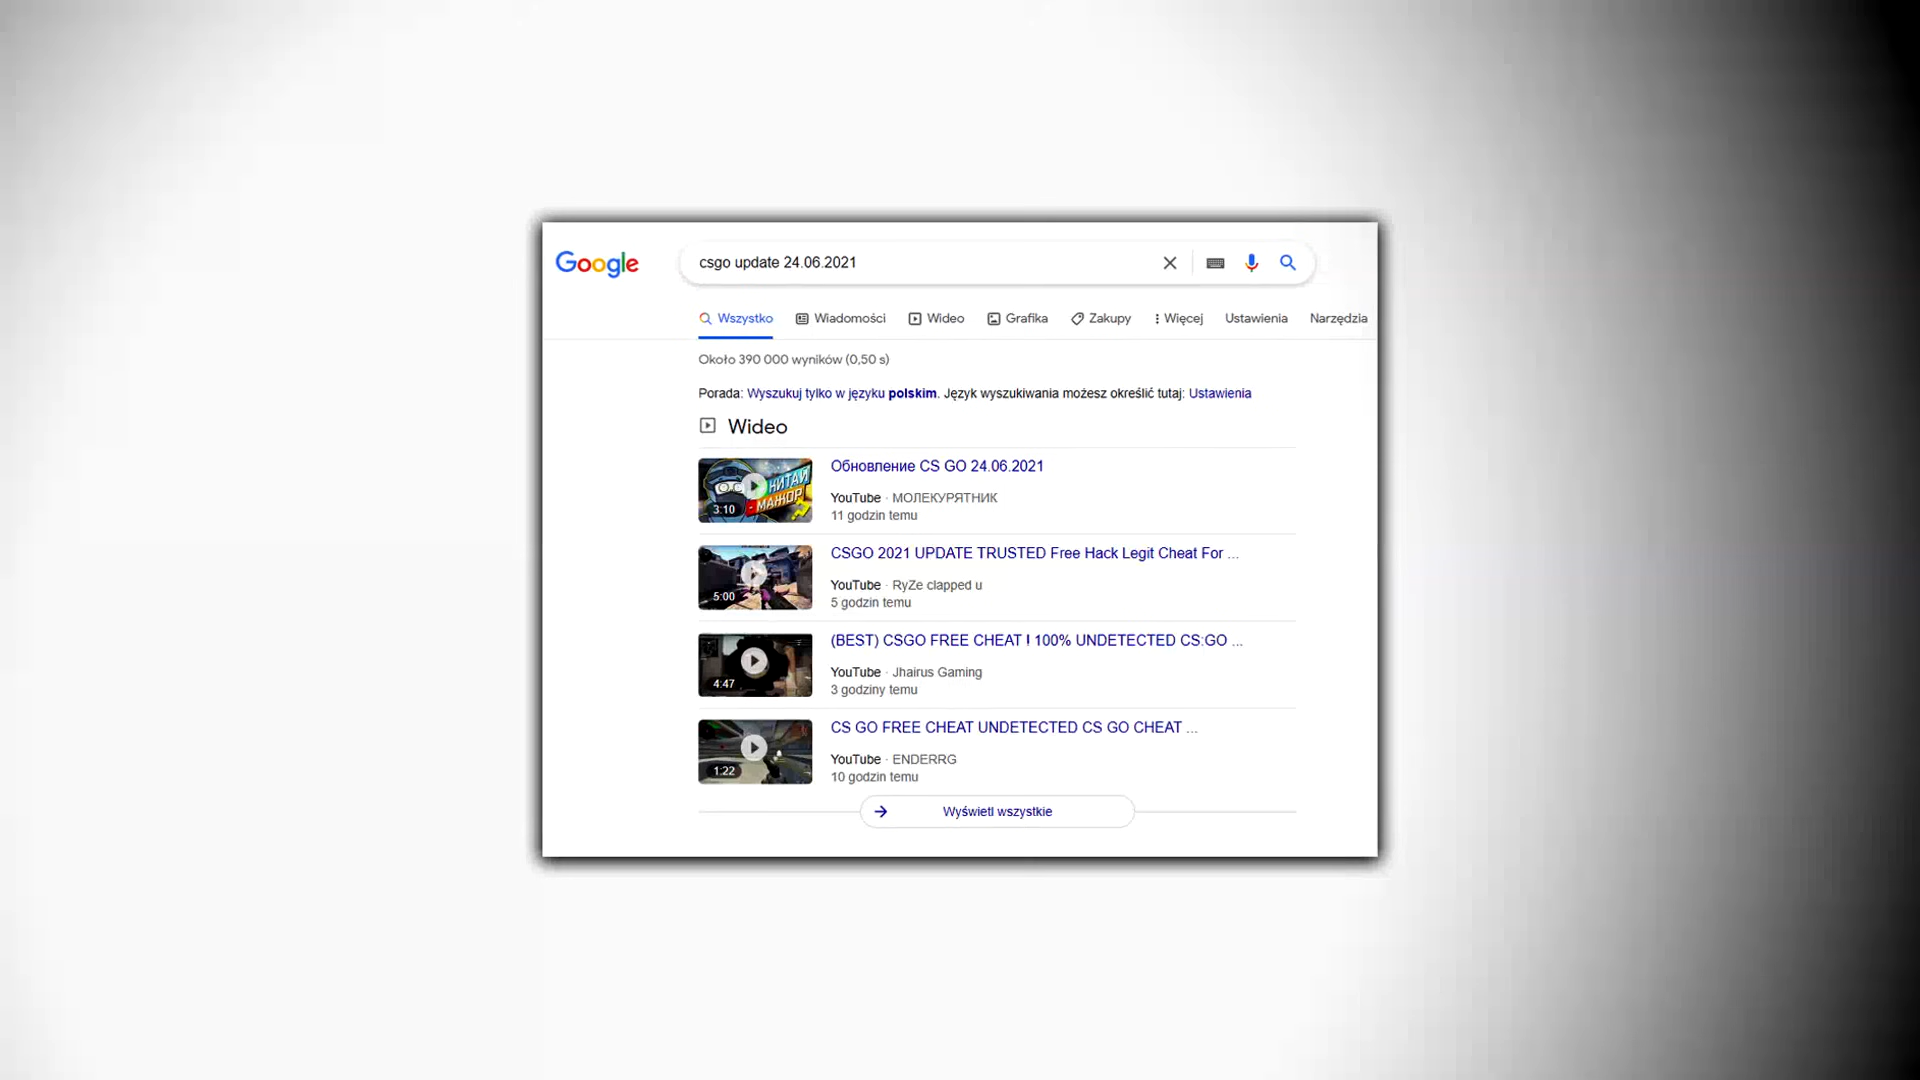 Google
csgo update 24.06.2021
Wszystko Wiadomości Wideo Grafika Zakupy Więcej Ustawienia Narzędzia
Około 390 000 wyników (0,50 s)
Porada: Wyszukuj tylko w języku polskim. Język wyszukiwania możesz określić tutaj: Ustawienia
Wideo
КИТАЙ
- МАЖОР
3:10
Обновление CS GO 24.06.2021
YouTube · МОЛЕКУРЯТНИК
11 godzin temu
5:00
CSGO 2021 UPDATE TRUSTED Free Hack Legit Cheat For ...
YouTube · RyZe clapped u
5 godzin temu
4:47
(BEST) CSGO FREE CHEAT ! 100% UNDETECTED CS:GO ...
YouTube · Jhairus Gaming
3 godziny temu
1:22
CS GO FREE CHEAT UNDETECTED CS GO CHEAT ...
YouTube · ENDERRG
10 godzin temu
Wyświetl wszystkie